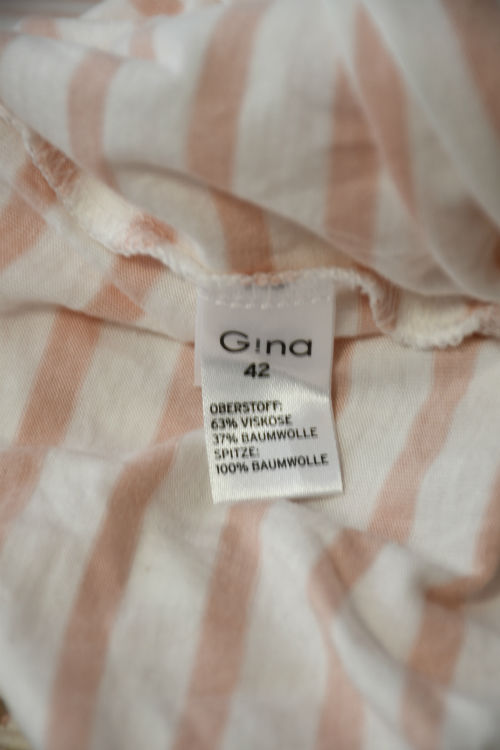 Gina
42
OBERSTOFF:
63% VISKOSE
37% BAUMWOLLE
SPITZE:
100% BAUMWOLLE